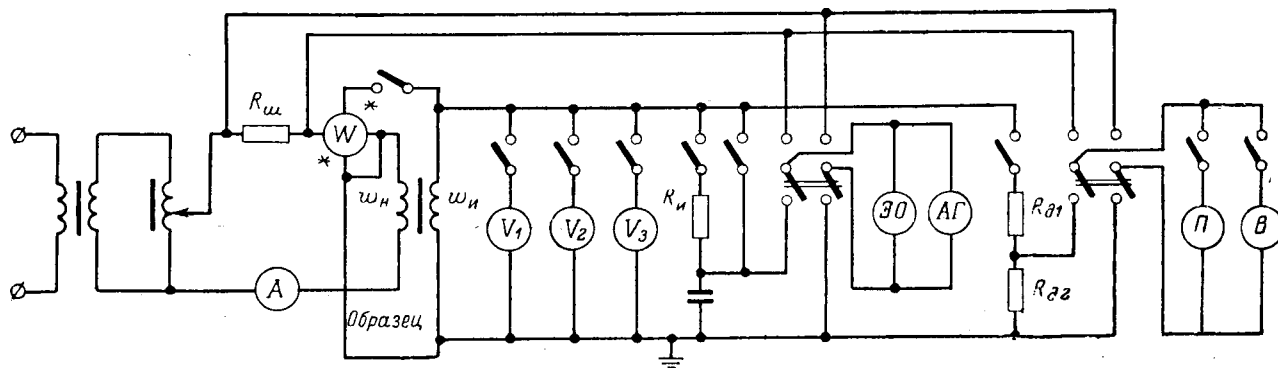 Rш
*
W
*
A
Образец
wн
wи
V1
V2
V3
Rи
ЭО
АГ
Rд1
Rд2
П
В